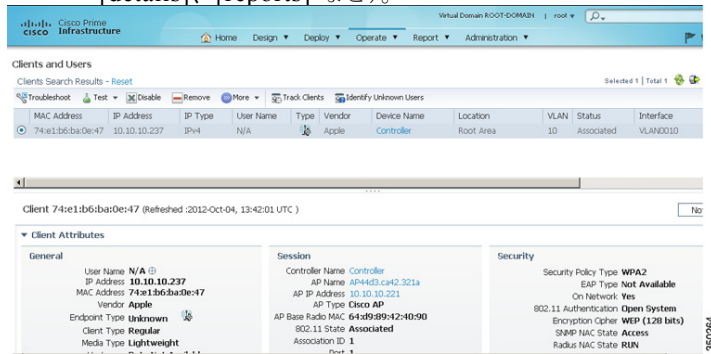 [details], [reports] など。
Cisco Prime
CISCO Infrastructure
Virtual Domain ROOT-DOMAIN | root
Home Design Deploy Operate Report Administration
Clients and Users
Clients Search Results - Reset
Selected 1 | Total 1
Troubleshoot Test Disable Remove More Track Clients Identify Unknown Users
MAC Address IP Address IP Type User Name Type Vendor Device Name Location VLAN Status Interface
74:e1:b6:ba:0e:47 10.10.10.237 IPv4 N/A Apple Controller Root Area 10 Associated VLAN0010
Client 74:e1:b6:ba:0e:47 (Refreshed :2012-Oct-04, 13:42:01 UTC )
No
Client Attributes
General
User Name N/A
IP Address 10.10.10.237
MAC Address 74:e1:b6:ba:0e:47
Vendor Apple
Endpoint Type Unknown
Client Type Regular
Media Type Lightweight
Session
Controller Name Controller
AP Name AP44d3.ca42.321a
AP IP Address 10.10.10.221
AP Type Cisco AP
AP Base Radio MAC 64:d9:89:42:40:90
802.11 State Associated
Association ID 1
Port 1
Security
Security Policy Type WPA2
EAP Type Not Available
On Network Yes
802.11 Authentication Open System
Encryption Cipher WEP (128 bits)
SNMP NAC State Access
Radius NAC State RUN
350264